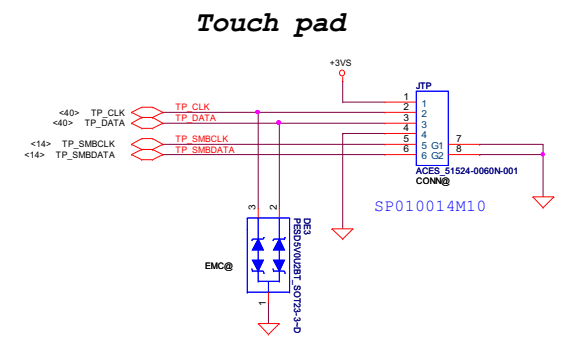 Touch pad
+3VS
JTP
<40> TP_CLK TP_CLK 1 1
<40> TP_DATA TP_DATA 2 2
3 3
4 4
<14> TP_SMBCLK TP_SMBCLK 5 5 G1 7
<14> TP_SMBDATA TP_SMBDATA 6 6 G2 8
ACES_51524-0060N-001
CONN@
SP010014M10
3 2
DE3
PESD5V0U2BT_SOT23-3~D
EMC@
1